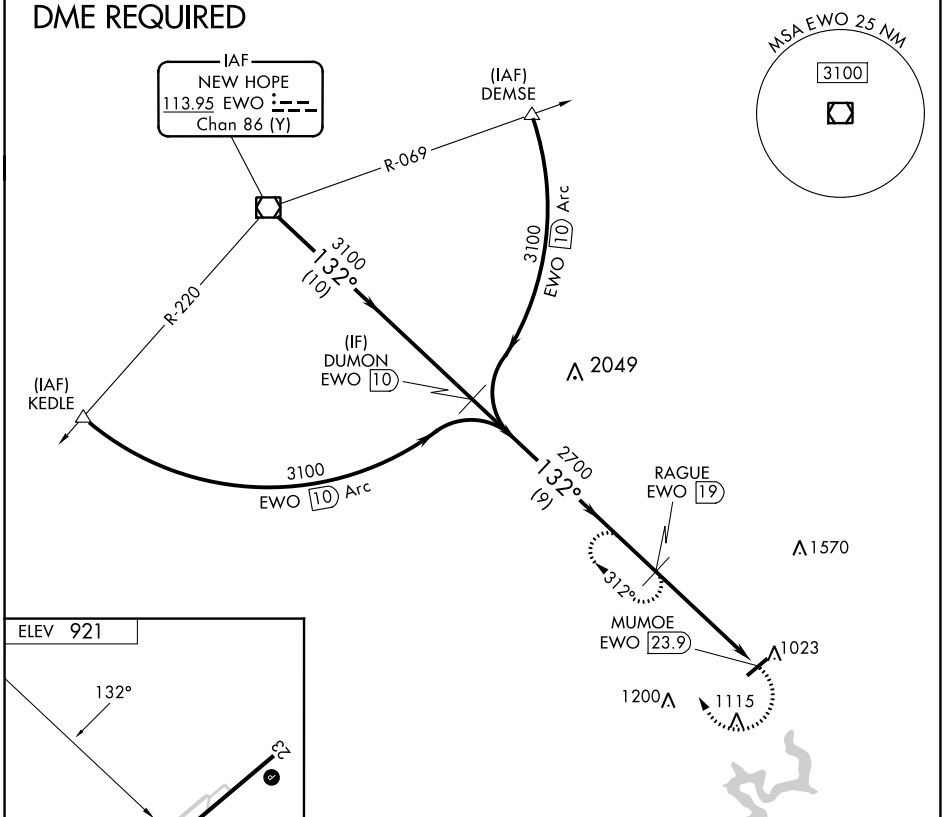 DME REQUIRED
IAF
NEW HOPE
113.95 EWO
Chan 86 (Y)
(IAF)
DEMSE
MSA EWO 25 NM
3100
R-069
3100
EWO 10 Arc
3100
132°
(10)
R-220
(IF)
DUMON
EWO 10
2049
(IAF)
KEDLE
3100
EWO 10 Arc
2700
132°
(9)
RAGUE
EWO 19
1570
312°
MUMOE
EWO 23.9
1023
1200
1115
ELEV 921
132°
23
P